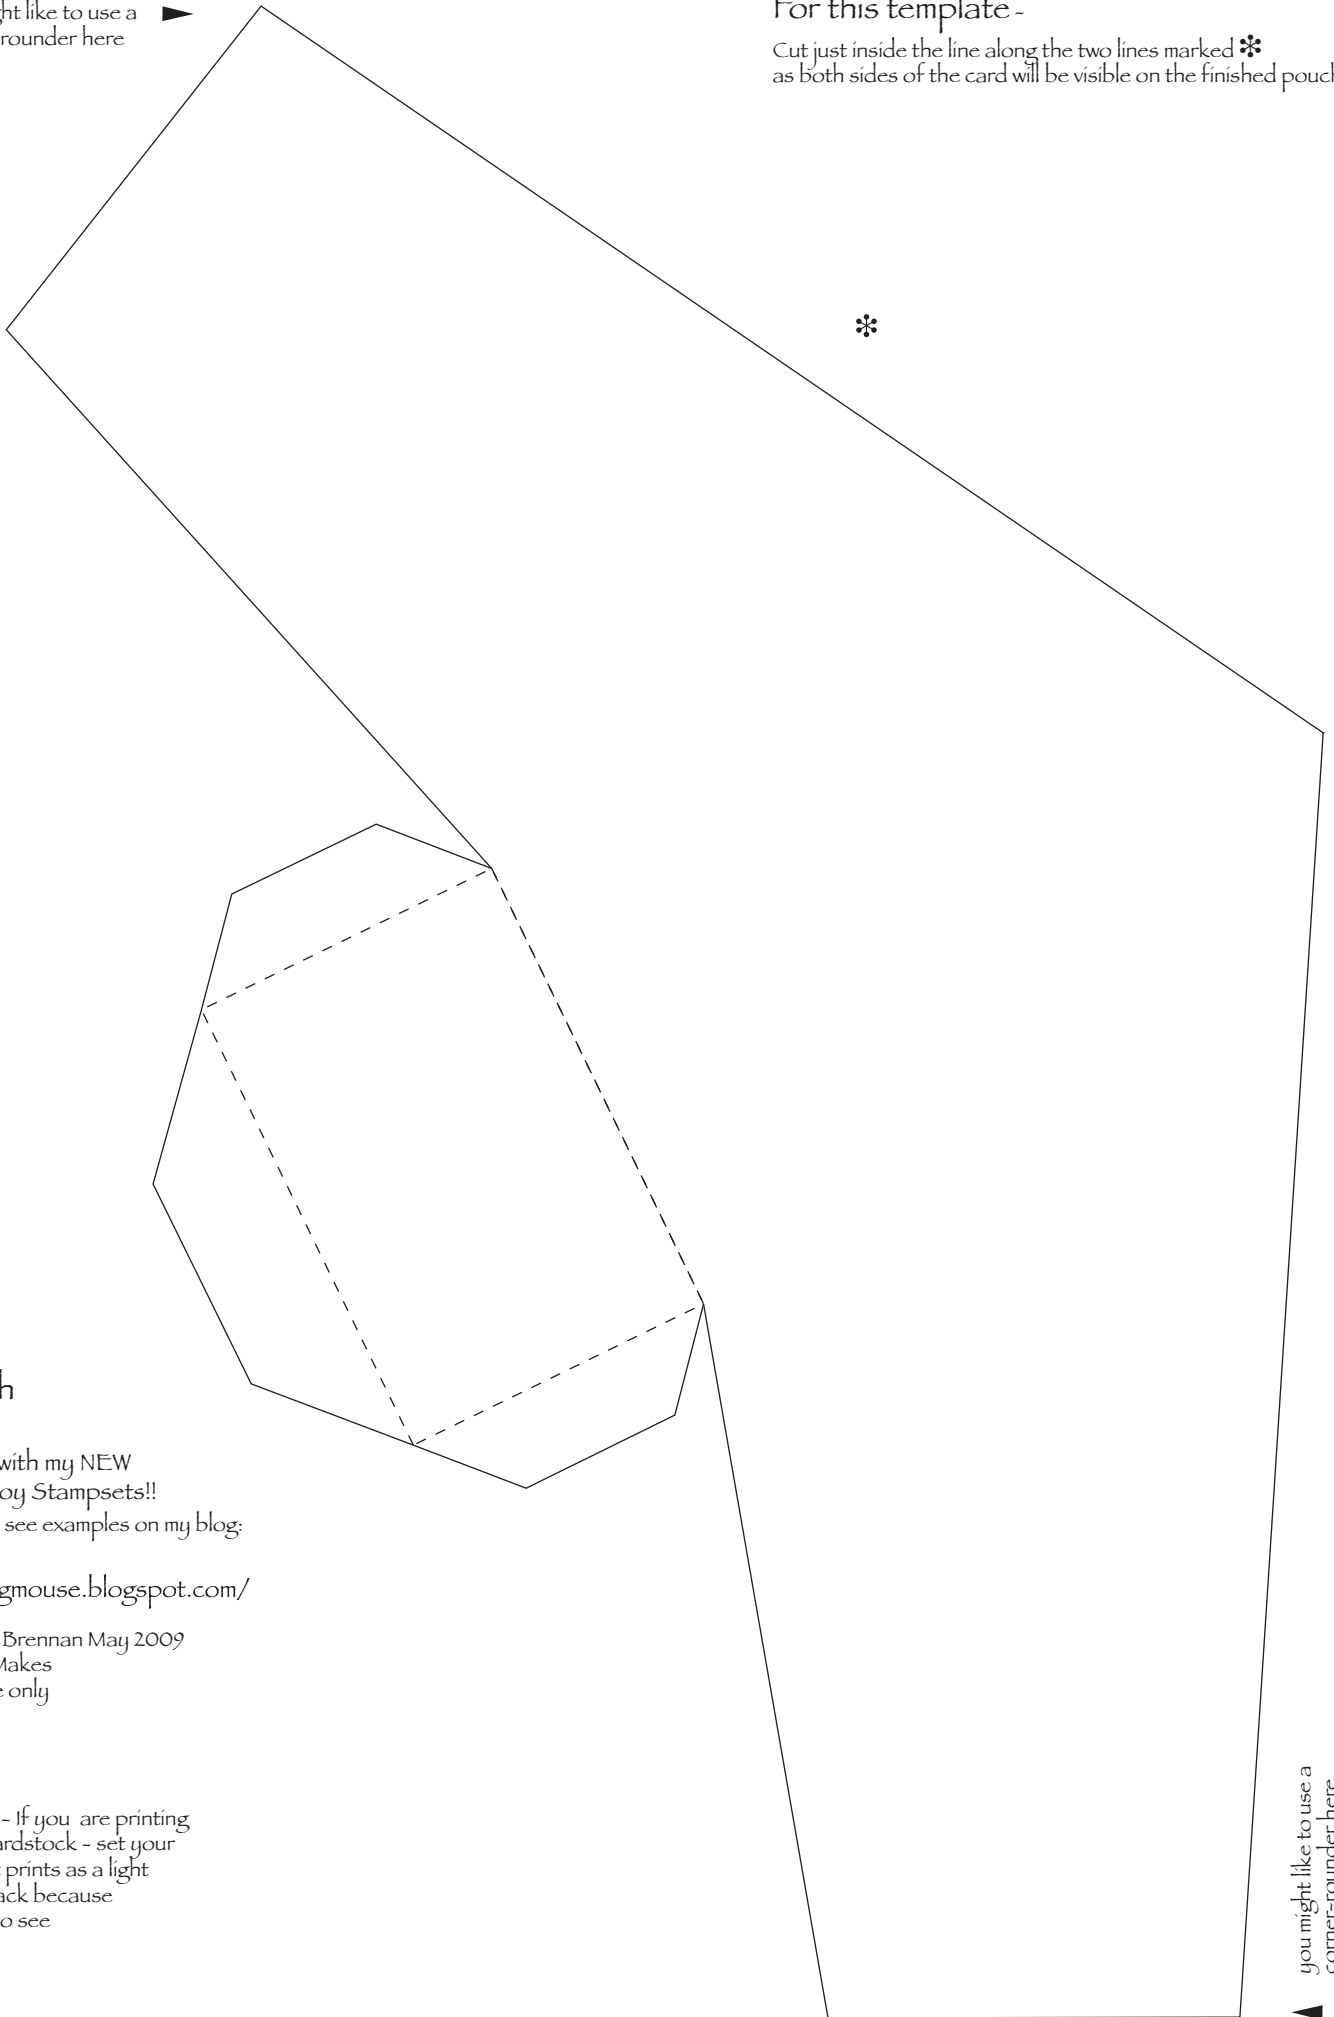 ht like to use a
rounder here
For this template -
Cut just inside the line along the two lines marked ❇
as both sides of the card will be visible on the finished pouch
❇
h
with my NEW
oy Stampsets!!
see examples on my blog:
gmouse.blogspot.com/
Brennan May 2009
Makes
e only
- If you are printing
ardstock - set your
prints as a light
ack because
o see
you might like to use a
corner-rounder here